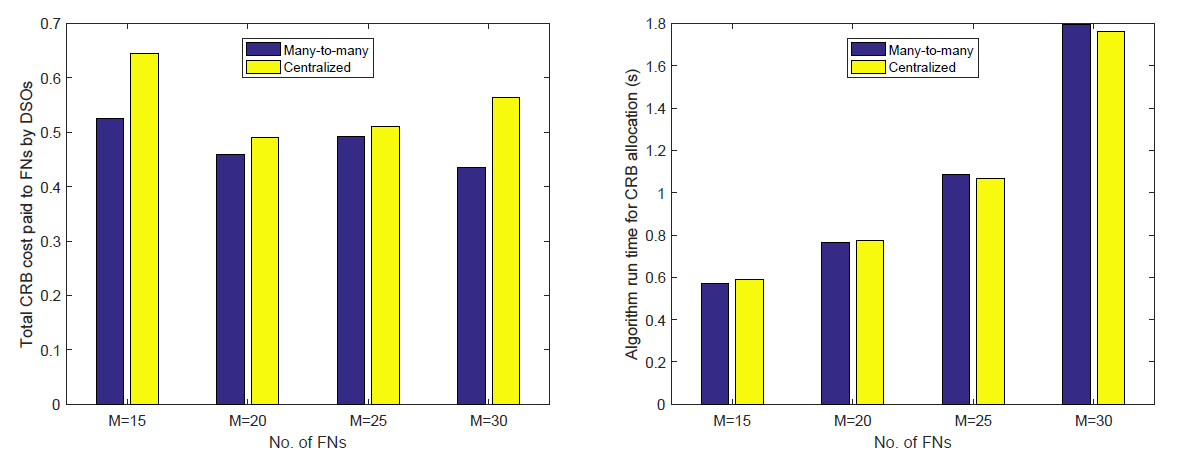 Total CRB cost paid to FNs by DSOs
0.7
0.6
0.5
0.4
0.3
0.2
0.1
0
Many-to-many
Centralized
M=15 M=20 M=25 M=30
No. of FNs
Algorithm run time for CRB allocation (s)
1.8
1.6
1.4
1.2
1
0.8
0.6
0.4
0.2
0
Many-to-many
Centralized
M=15 M=20 M=25 M=30
No. of FNs